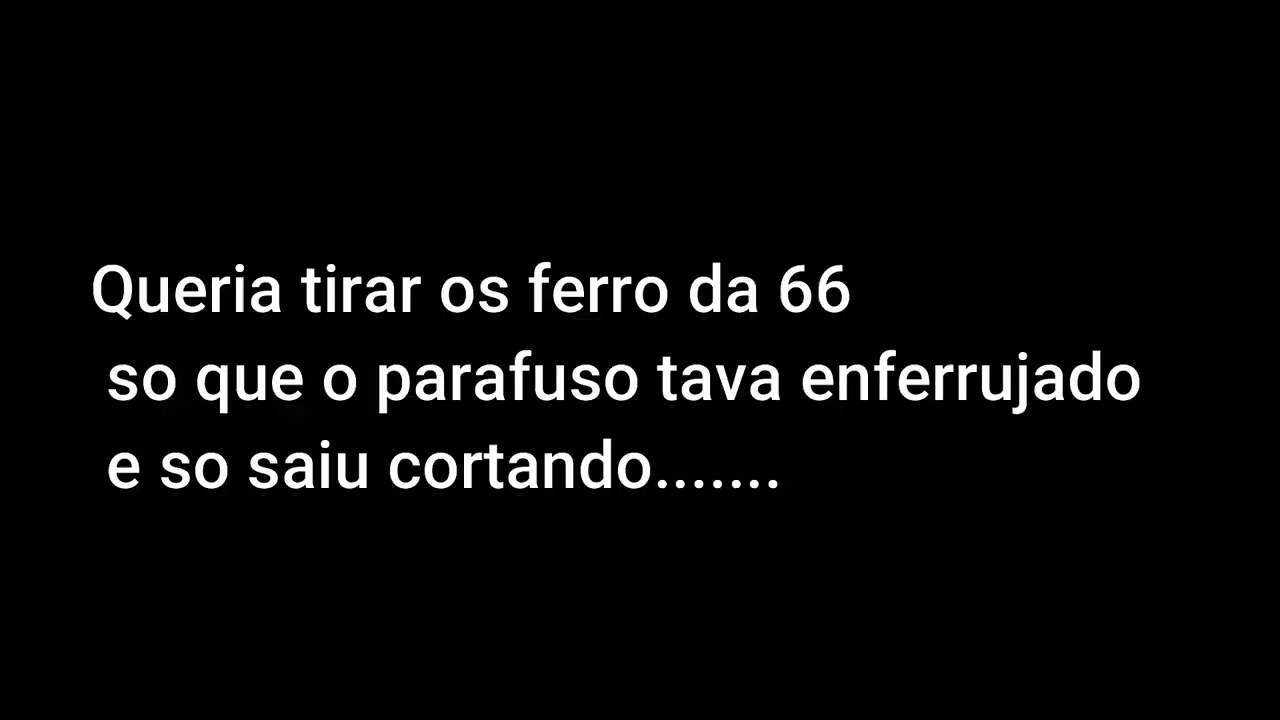 Queria tirar os ferro da 66
so que o parafuso tava enferrujado
e so saiu cortando.......